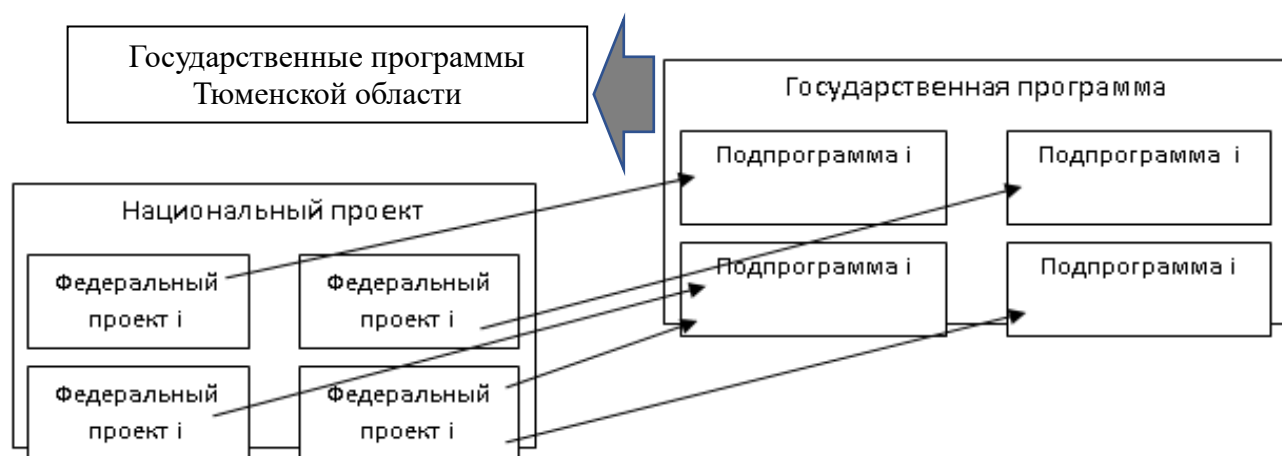 Государственные программы
Тюменской области
Государственная программа
Подпрограмма i
Подпрограмма i
Подпрограмма i
Подпрограмма i
Национальный проект
Федеральный
проект i
Федеральный
проект i
Федеральный
проект i
Федеральный
проект i